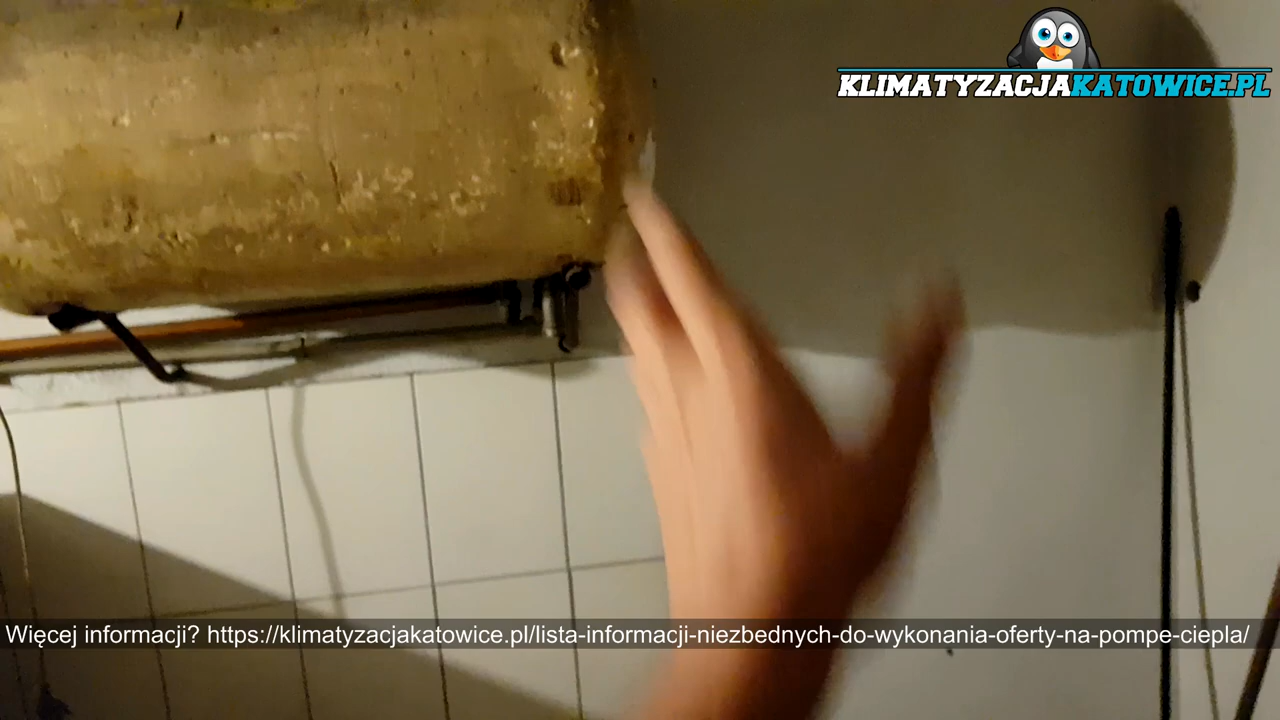 KLIMATYZACJAKATOWICE.PL
Więcej informacji? https://klimatyzacjakatowice.pl/lista-informacji-niezbednych-do-wykonania-oferty-na-pompe-ciepla/